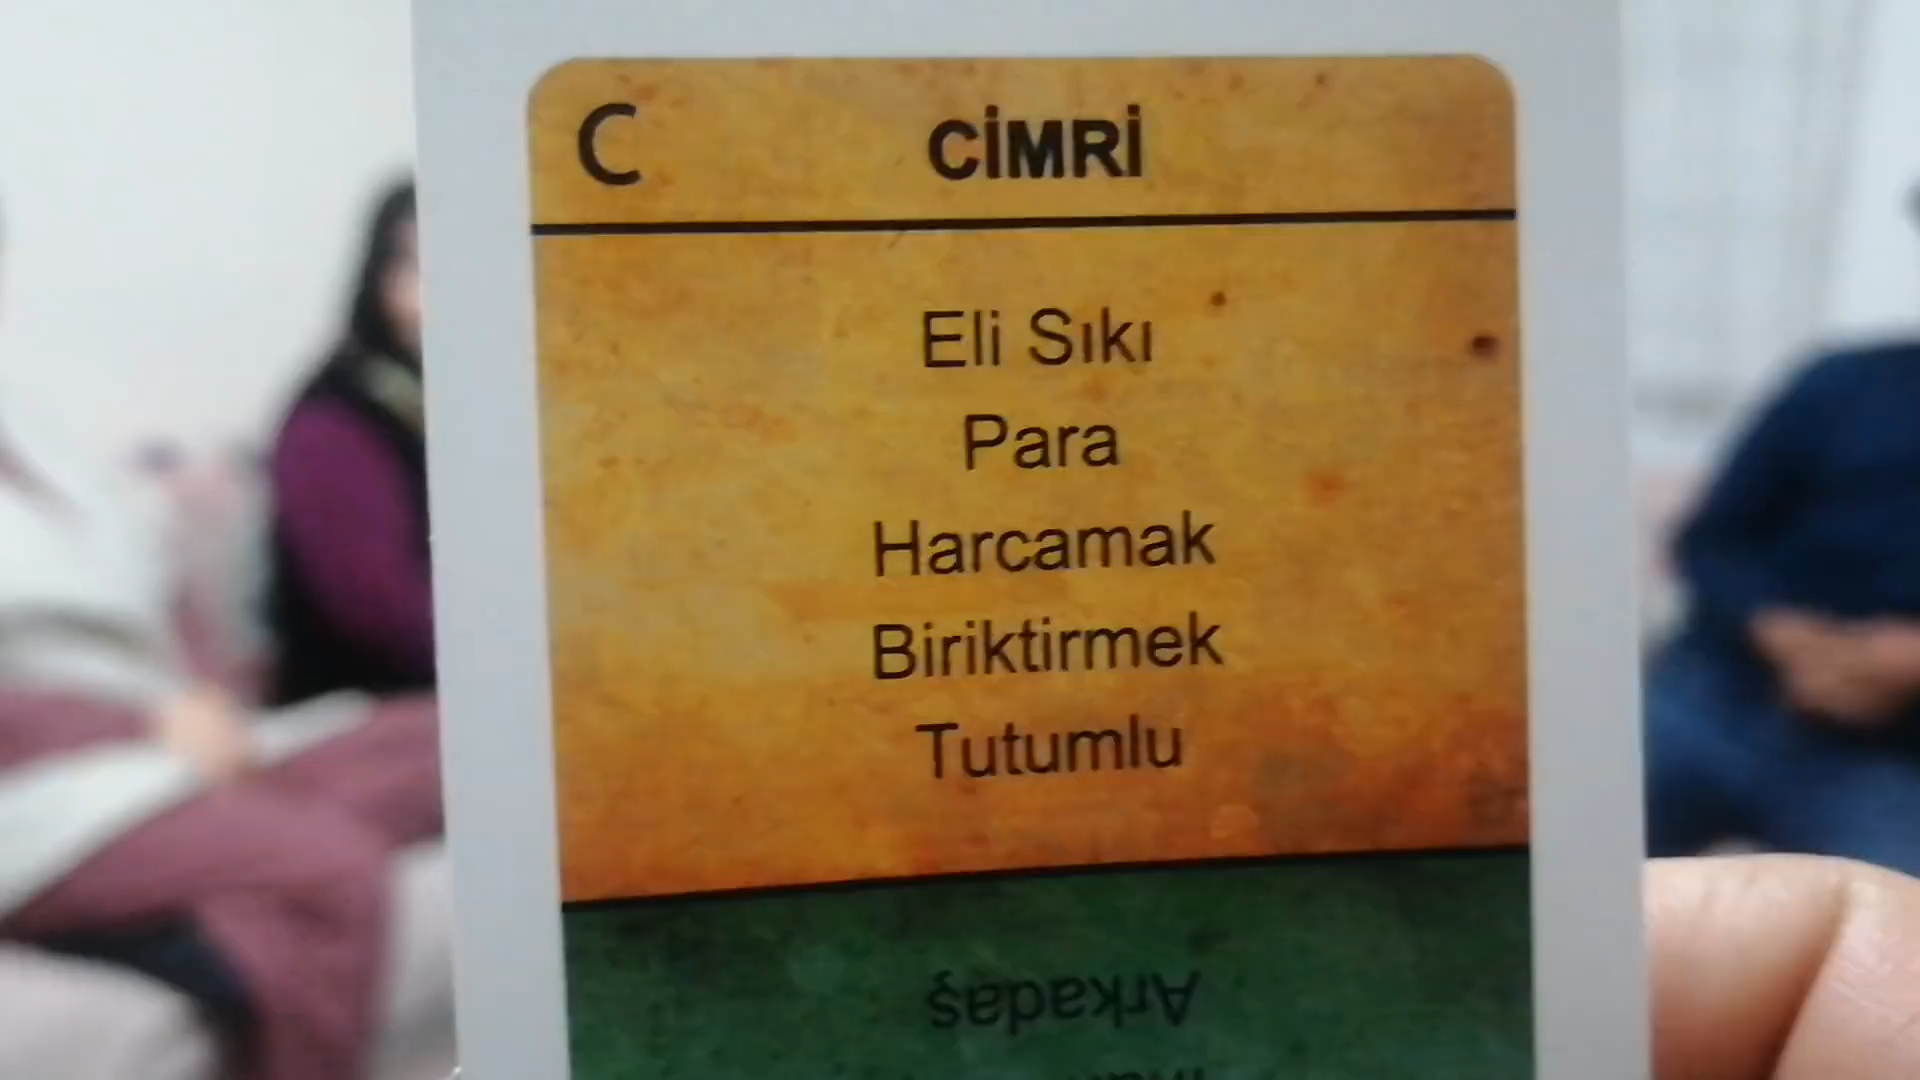 C
CİMRİ
Eli Sıkı
Para
Harcamak
Biriktirmek
Tutumlu
Arkadaş